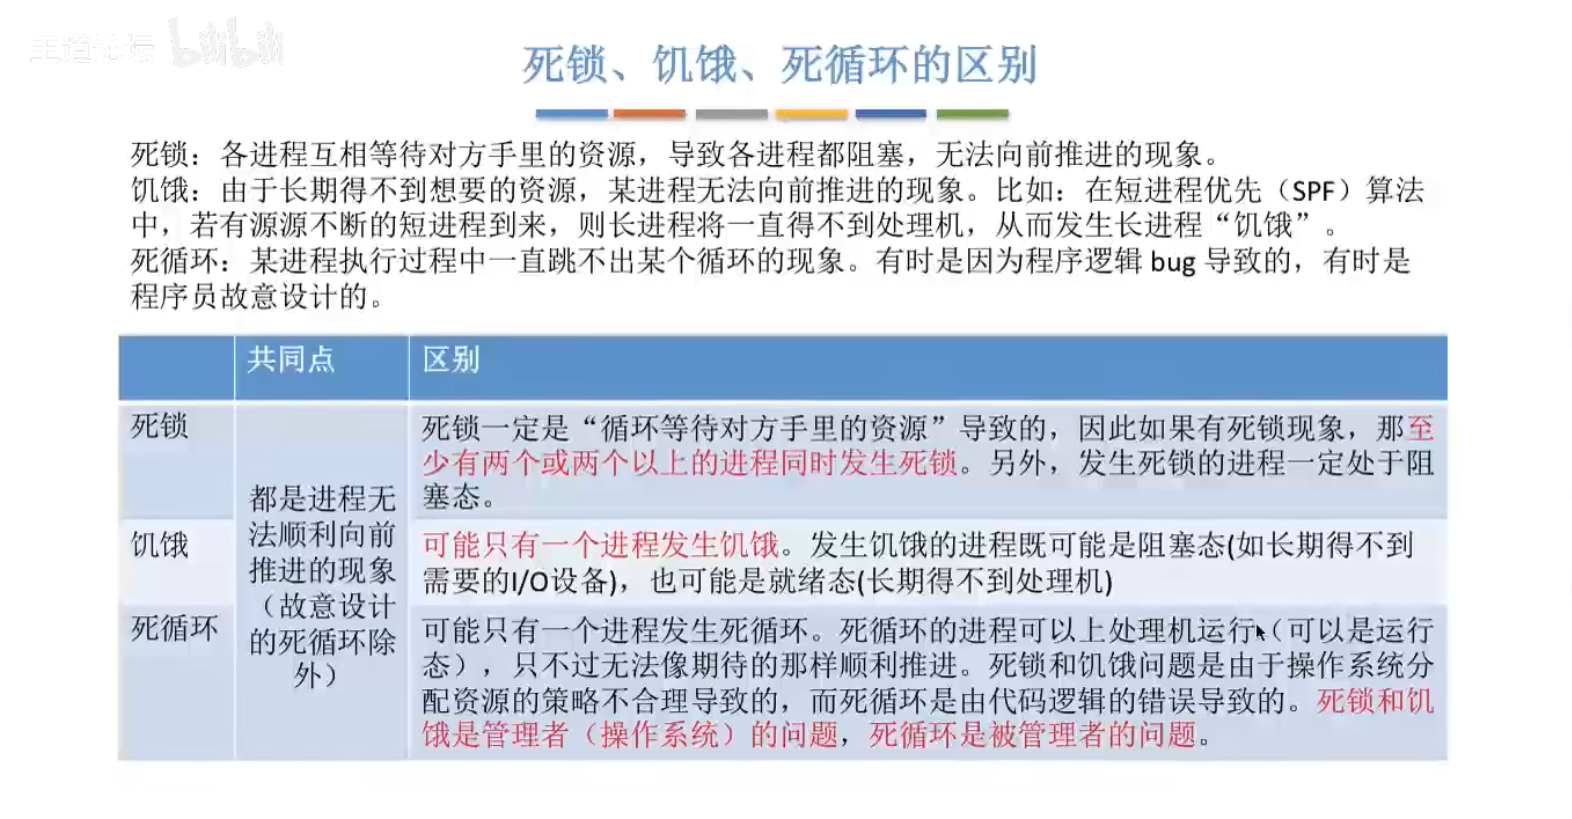 王道论坛 bilibili
死锁、饥饿、死循环的区别
死锁：各进程互相等待对方手里的资源，导致各进程都阻塞，无法向前推进的现象。
饥饿：由于长期得不到想要的资源，某进程无法向前推进的现象。比如：在短进程优先（SPF）算法
中，若有源源不断的短进程到来，则长进程将一直得不到处理机，从而发生长进程“饥饿”。
死循环：某进程执行过程中一直跳不出某个循环的现象。有时是因为程序逻辑 bug 导致的，有时是
程序员故意设计的。
共同点 区别
死锁
都是进程无
法顺利向前
推进的现象
（故意设计
的死循环除
外）
死锁一定是“循环等待对方手里的资源”导致的，因此如果有死锁现象，那至
少有两个或两个以上的进程同时发生死锁。另外，发生死锁的进程一定处于阻
塞态。
饥饿
可能只有一个进程发生饥饿。发生饥饿的进程既可能是阻塞态(如长期得不到
需要的I/O设备)，也可能是就绪态(长期得不到处理机)
死循环
可能只有一个进程发生死循环。死循环的进程可以上处理机运行（可以是运行
态），只不过无法像期待的那样顺利推进。死锁和饥饿问题是由于操作系统分
配资源的策略不合理导致的，而死循环是由代码逻辑的错误导致的。死锁和饥
饿是管理者（操作系统）的问题，死循环是被管理者的问题。